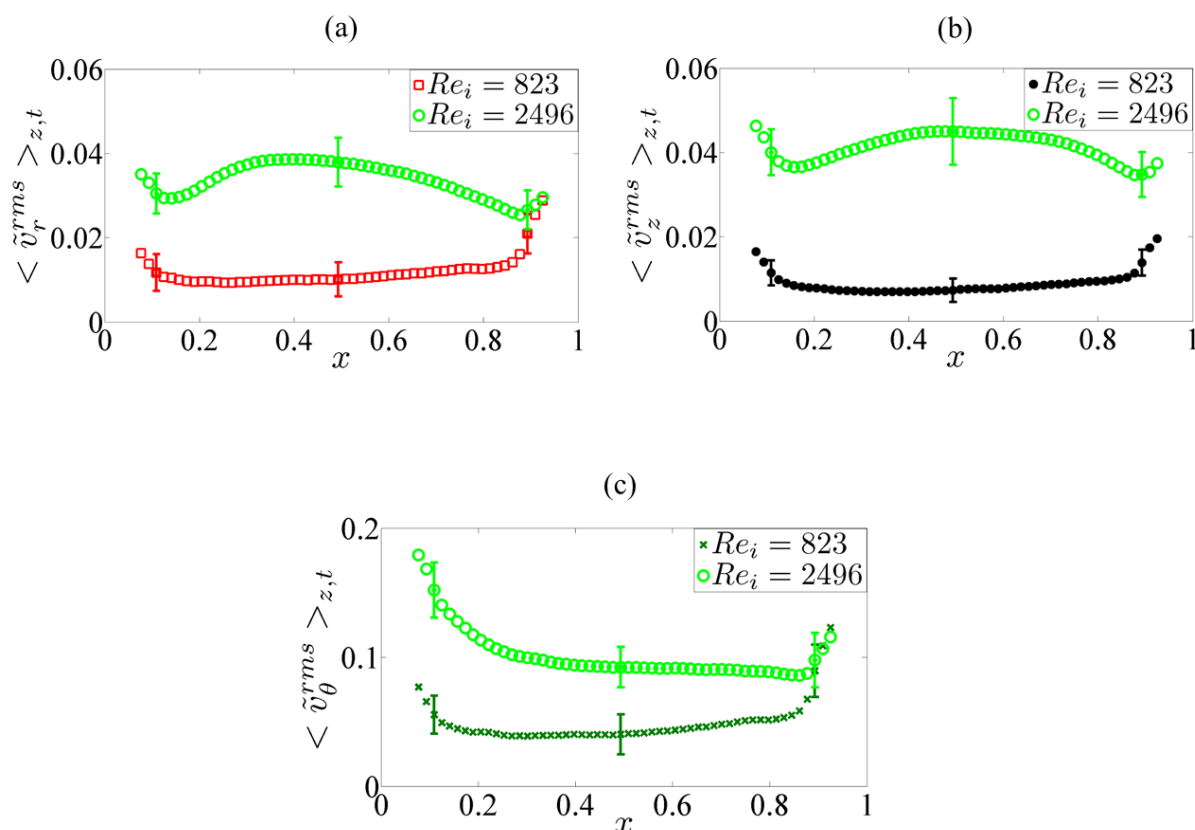 (a)
0.06
0.04
0.02
0
0
0.2
0.4
0.6
0.8
1
x
< ṽ_r^{rms} >_{z,t}
Re_i = 823
Re_i = 2496
(b)
0.06
0.04
0.02
0
0
0.2
0.4
0.6
0.8
1
x
< ṽ_z^{rms} >_{z,t}
Re_i = 823
Re_i = 2496
(c)
0.2
0.1
0
0
0.2
0.4
0.6
0.8
1
x
< ṽ_θ^{rms} >_{z,t}
Re_i = 823
Re_i = 2496